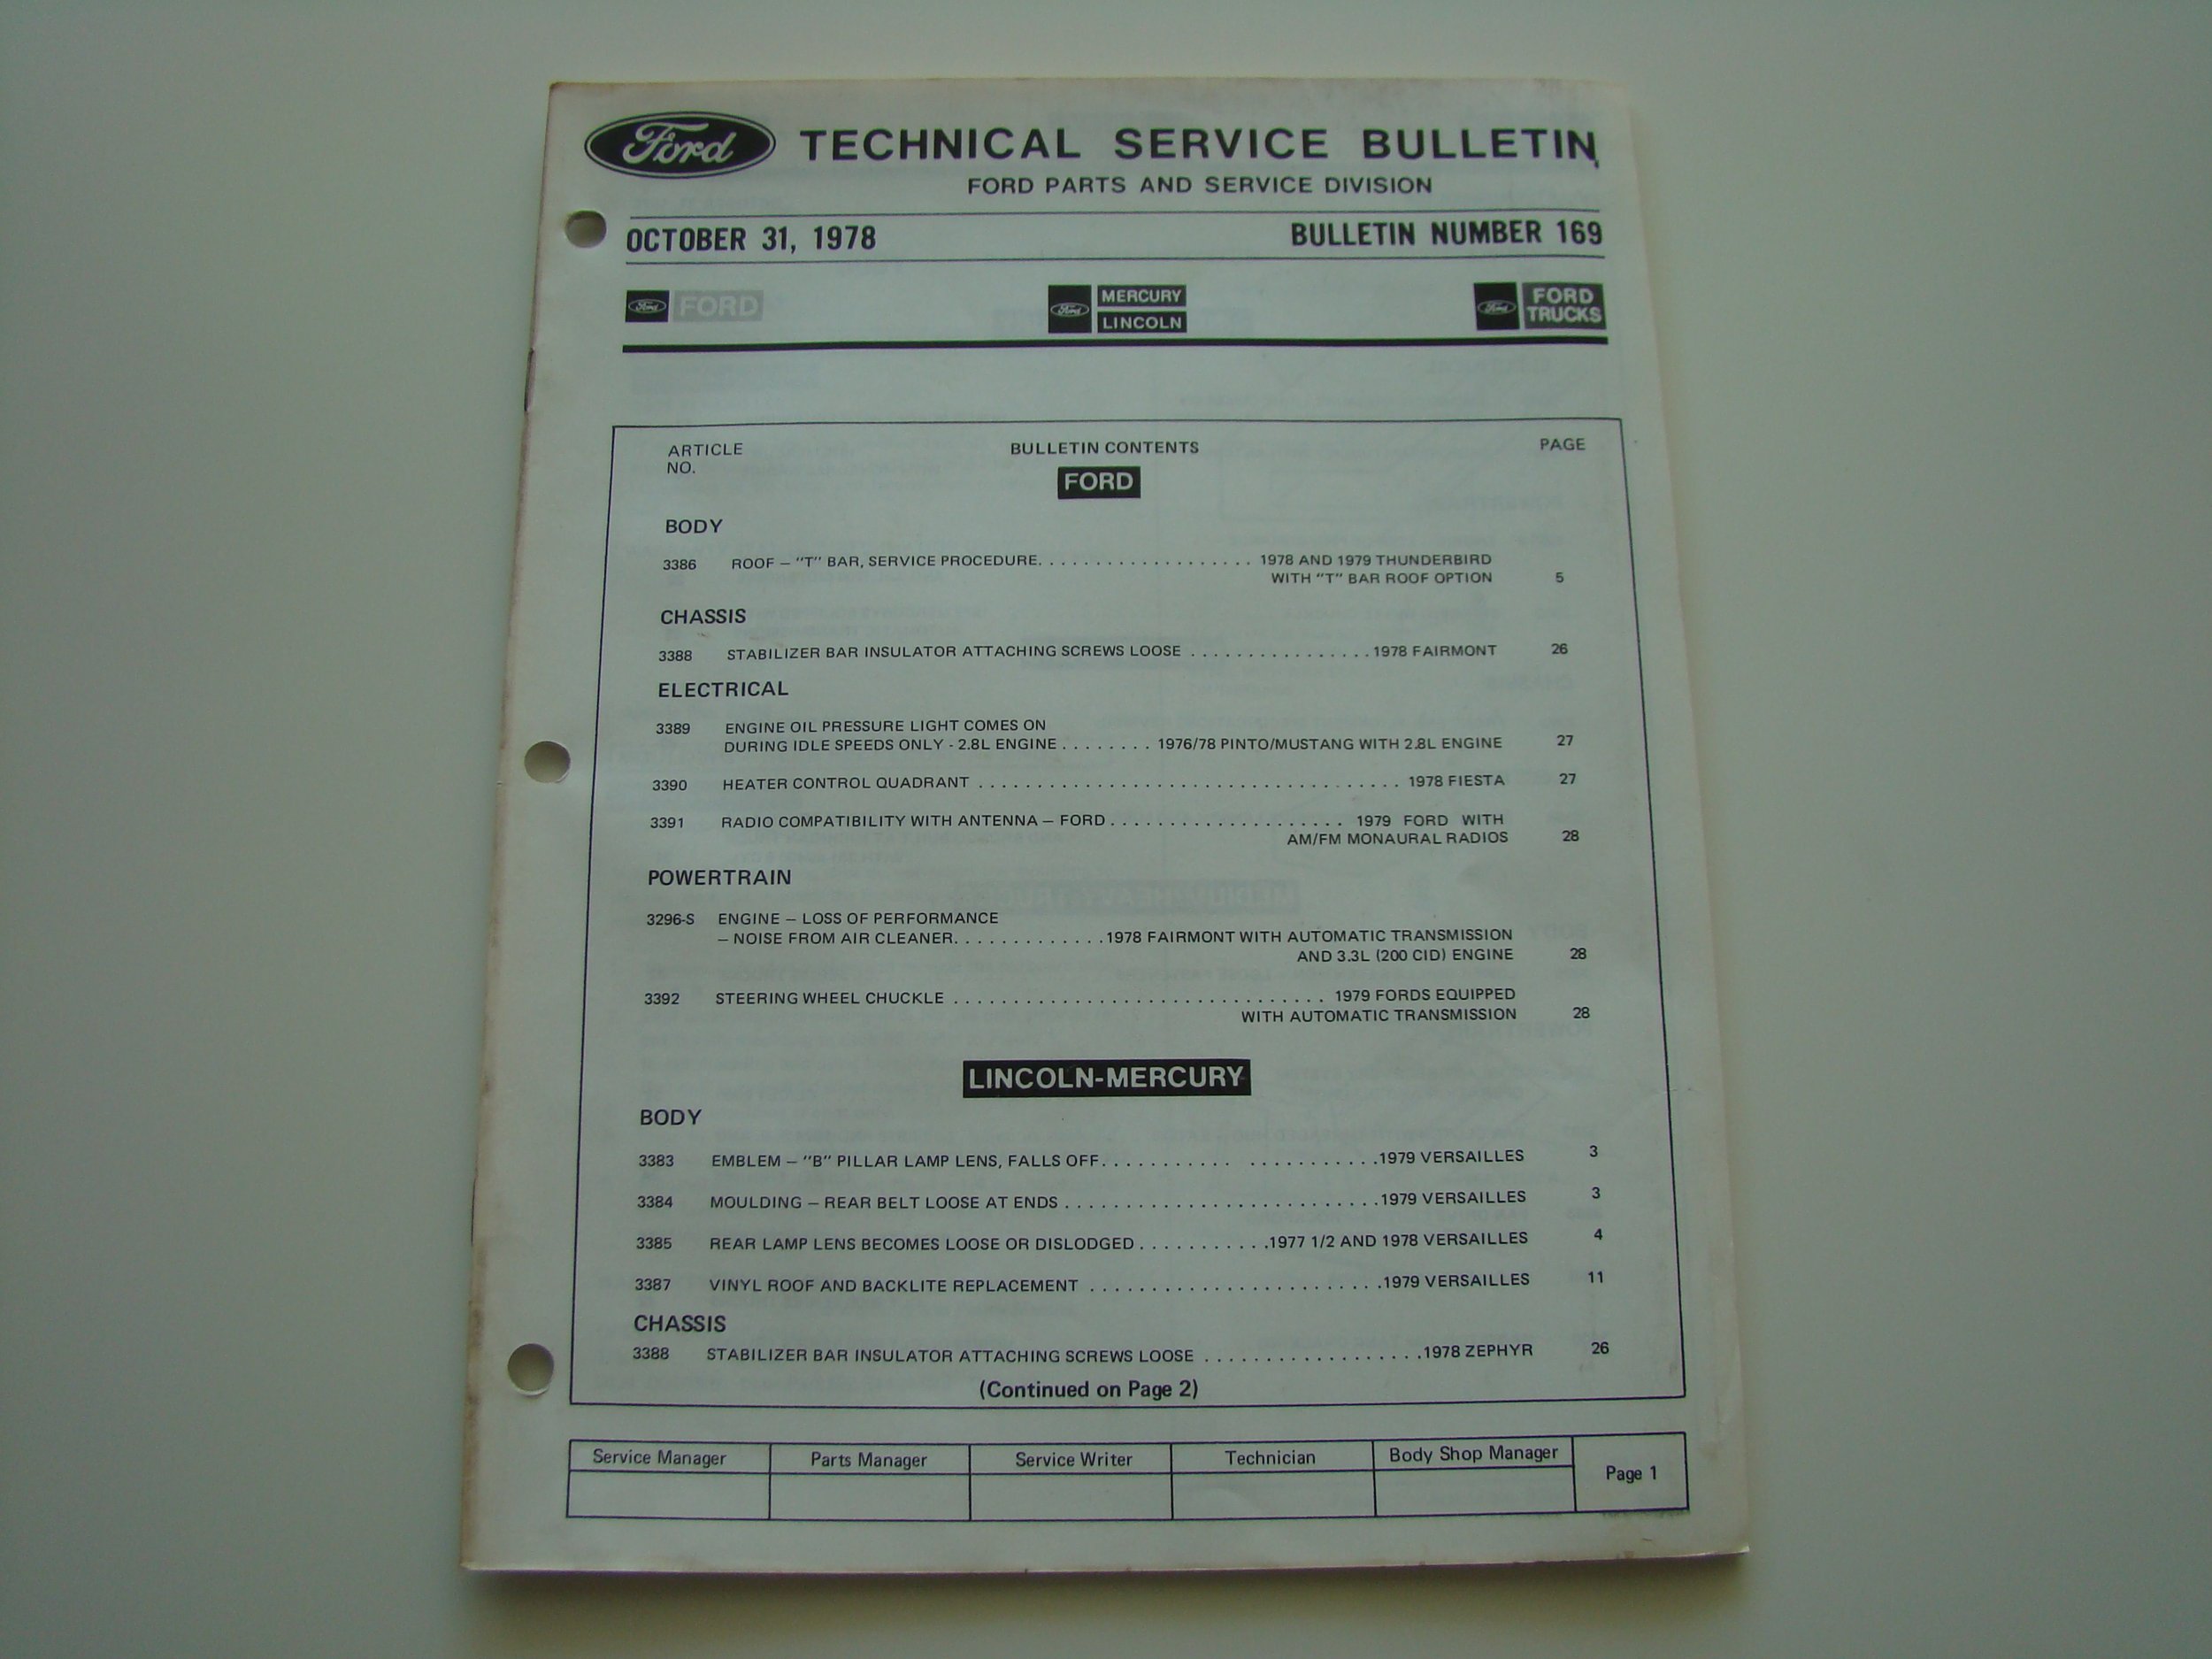 Ford TECHNICAL SERVICE BULLETIN
FORD PARTS AND SERVICE DIVISION
OCTOBER 31, 1978 BULLETIN NUMBER 169
Ford FORD Ford MERCURY LINCOLN Ford FORD TRUCKS
ARTICLE NO. BULLETIN CONTENTS PAGE
FORD
BODY
3386 ROOF – "T" BAR, SERVICE PROCEDURE. . . . . . . . . . . . . . . . . . . 1978 AND 1979 THUNDERBIRD
WITH "T" BAR ROOF OPTION 5
CHASSIS
3388 STABILIZER BAR INSULATOR ATTACHING SCREWS LOOSE . . . . . . . . . . . . . . . . 1978 FAIRMONT 26
ELECTRICAL
3389 ENGINE OIL PRESSURE LIGHT COMES ON
DURING IDLE SPEEDS ONLY - 2.8L ENGINE . . . . . . . . 1976/78 PINTO/MUSTANG WITH 2.8L ENGINE 27
3390 HEATER CONTROL QUADRANT . . . . . . . . . . . . . . . . . . . . . . . . . . . . . . . . . . . . 1978 FIESTA 27
3391 RADIO COMPATIBILITY WITH ANTENNA – FORD . . . . . . . . . . . . . . . . . . . . 1979 FORD WITH
AM/FM MONAURAL RADIOS 28
POWERTRAIN
3296-S ENGINE – LOSS OF PERFORMANCE
– NOISE FROM AIR CLEANER. . . . . . . . . . . . . 1978 FAIRMONT WITH AUTOMATIC TRANSMISSION
AND 3.3L (200 CID) ENGINE 28
3392 STEERING WHEEL CHUCKLE . . . . . . . . . . . . . . . . . . . . . . . . . . . . . . . . 1979 FORDS EQUIPPED
WITH AUTOMATIC TRANSMISSION 28
LINCOLN-MERCURY
BODY
3383 EMBLEM – "B" PILLAR LAMP LENS, FALLS OFF. . . . . . . . . . . . . . . . . . . . . . 1979 VERSAILLES 3
3384 MOULDING – REAR BELT LOOSE AT ENDS . . . . . . . . . . . . . . . . . . . . . . . . . . . 1979 VERSAILLES 3
3385 REAR LAMP LENS BECOMES LOOSE OR DISLODGED . . . . . . . . . . . . 1977 1/2 AND 1978 VERSAILLES 4
3387 VINYL ROOF AND BACKLITE REPLACEMENT . . . . . . . . . . . . . . . . . . . . . . . . . 1979 VERSAILLES 11
CHASSIS
3388 STABILIZER BAR INSULATOR ATTACHING SCREWS LOOSE . . . . . . . . . . . . . . . . . . . 1978 ZEPHYR 26
(Continued on Page 2)
Service Manager Parts Manager Service Writer Technician Body Shop Manager Page 1